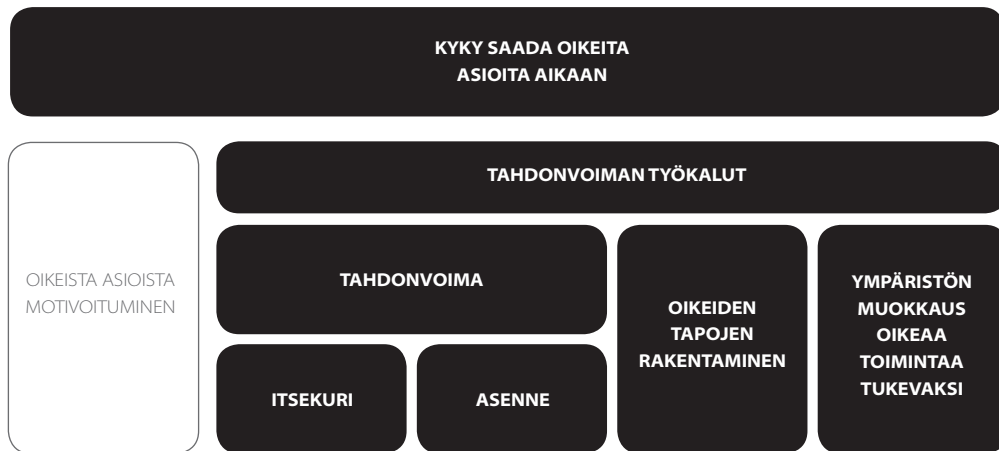 KYKY SAADA OIKEITA
ASIOITA AIKAAN
TAHDONVOIMAN TYÖKALUT
OIKEISTA ASIOISTA
MOTIVOITUMINEN
TAHDONVOIMA
ITSEKURI
ASENNE
OIKEIDEN
TAPOJEN
RAKENTAMINEN
YMPÄRISTÖN
MUOKKAUS
OIKEAA
TOIMINTAA
TUKEVAKSI